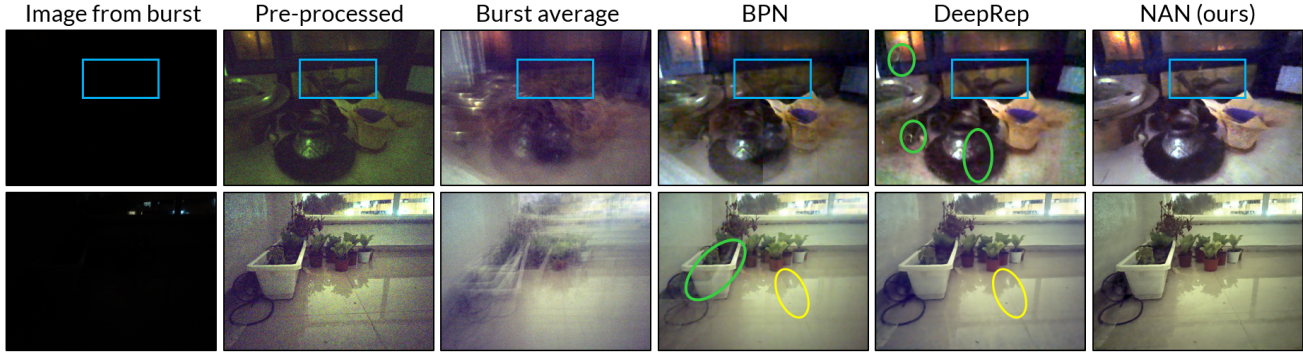 Image from burst
Pre-processed
Burst average
BPN
DeepRep
NAN (ours)